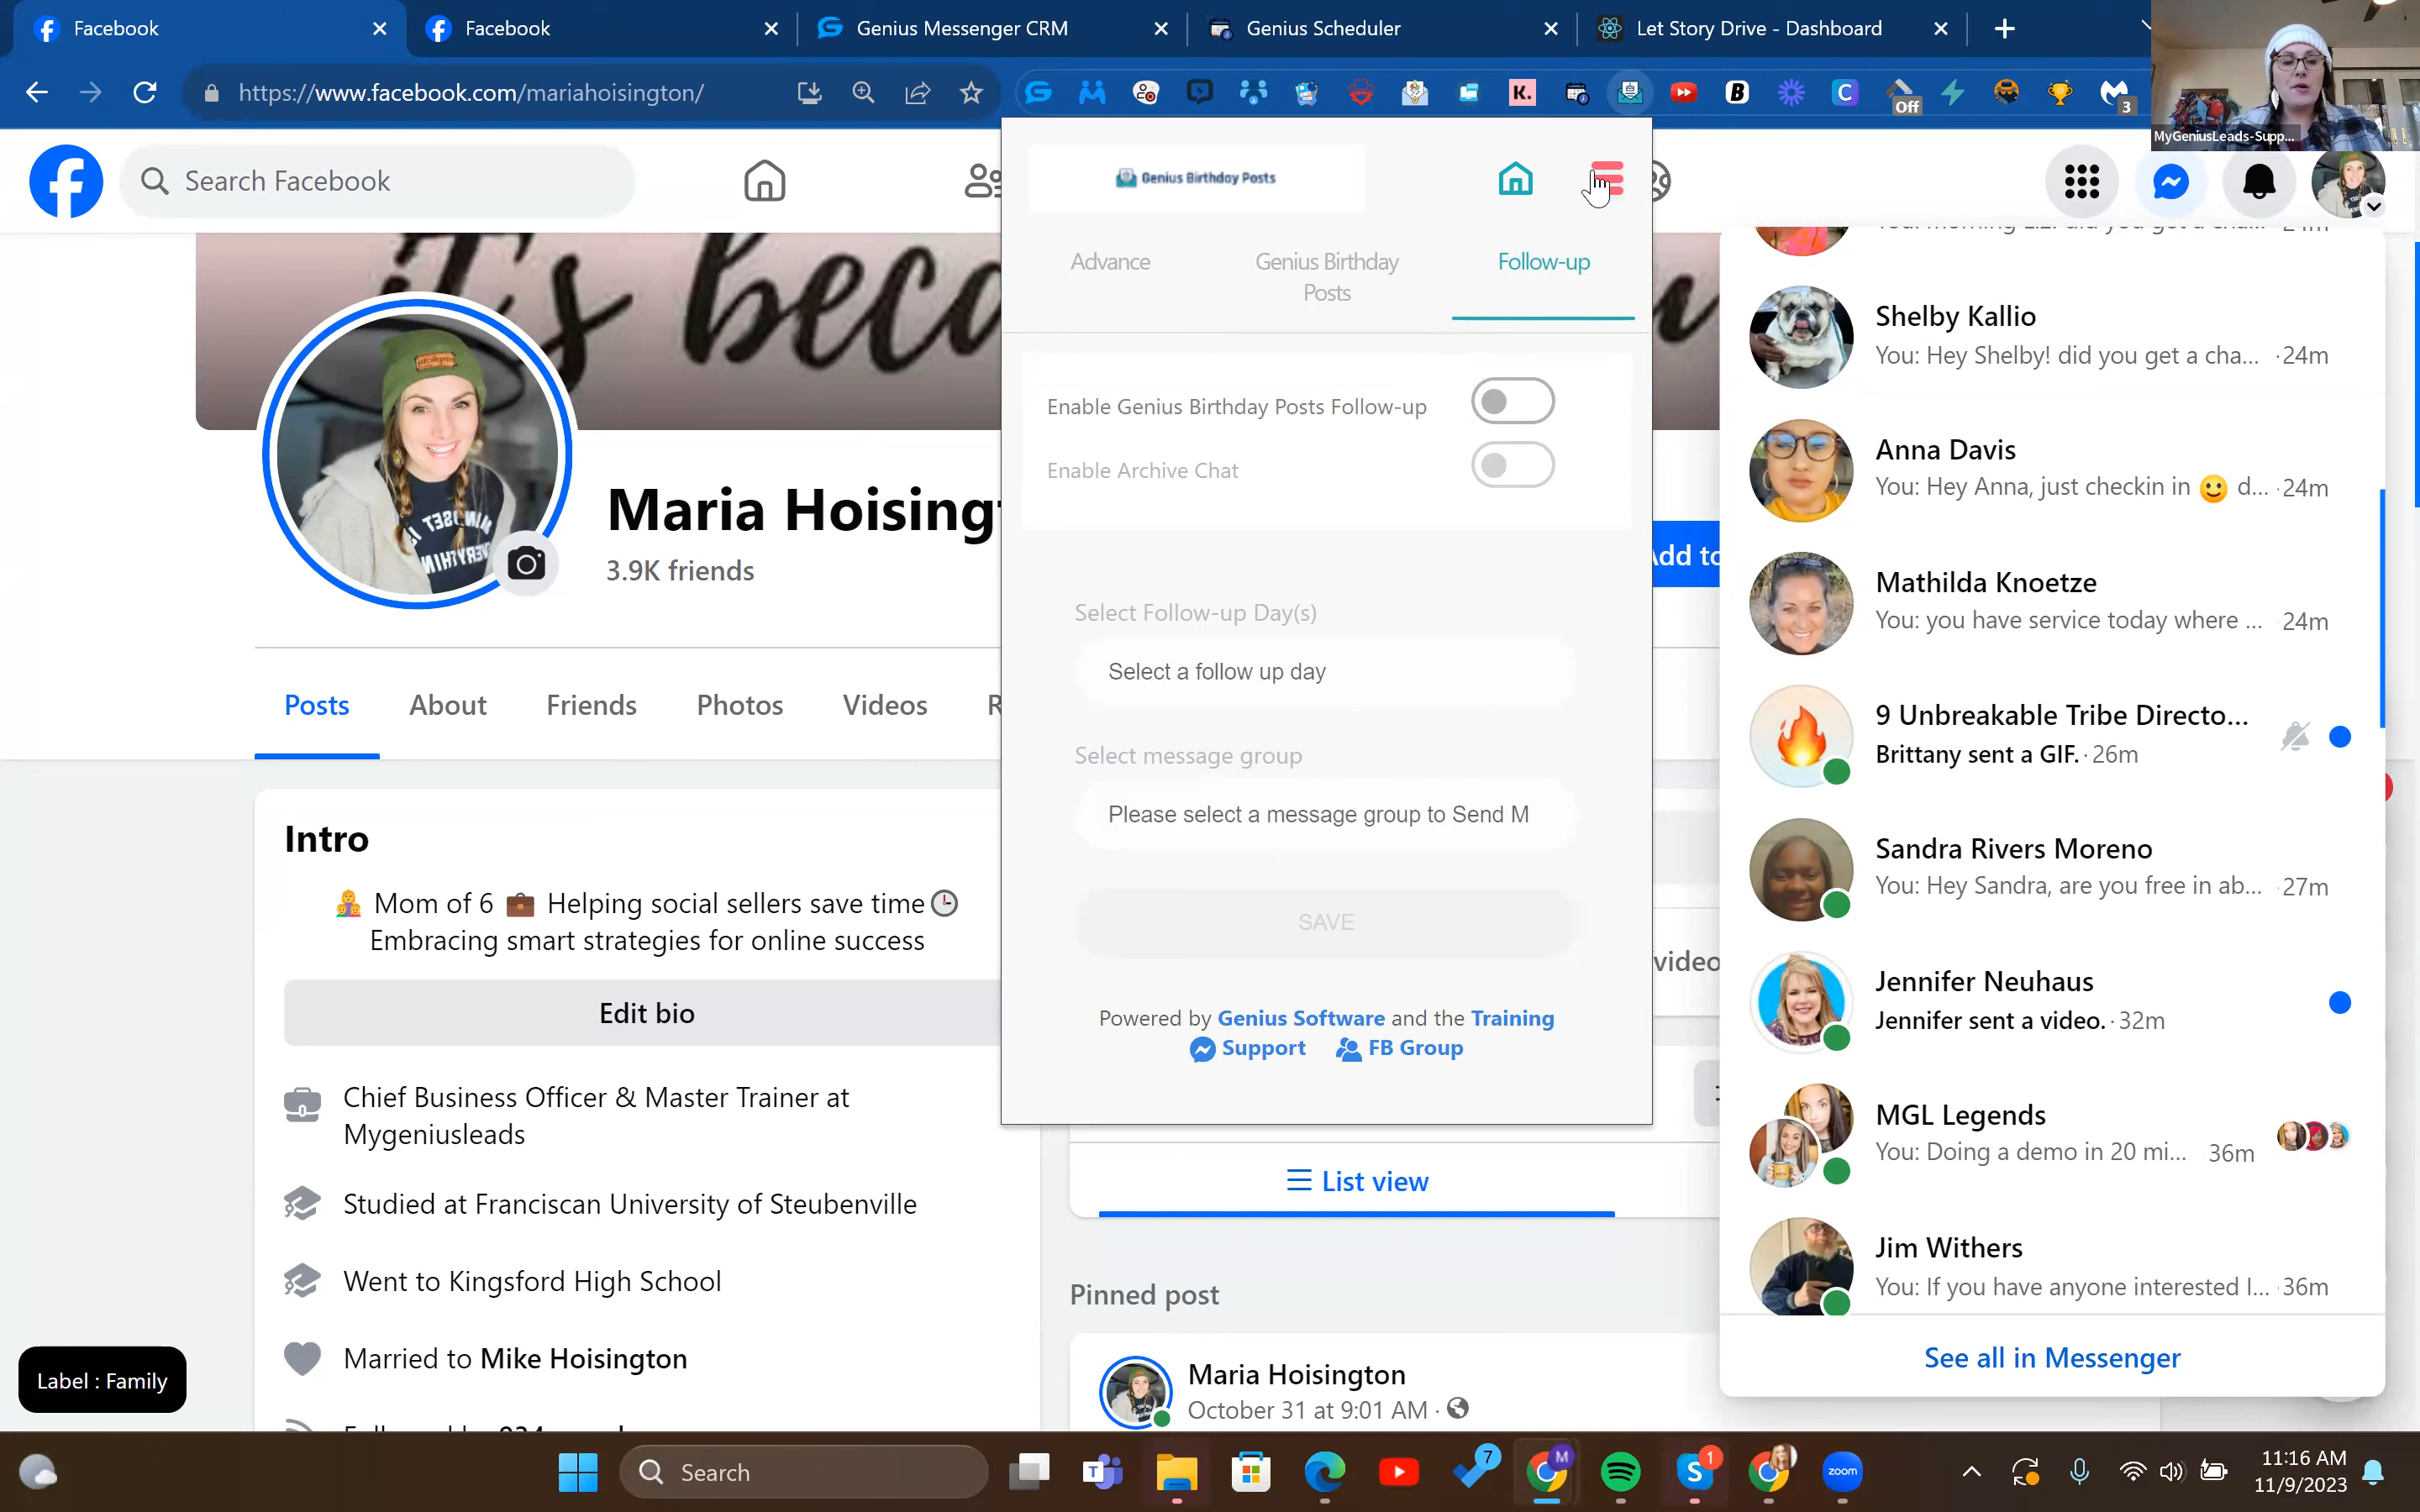 Facebook
Facebook
Genius Messenger CRM
Genius Scheduler
Let Story Drive - Dashboard
https://www.facebook.com/mariahoisington/
K.
B
C
Off
3
MyGeniusLeads-Supp...
Search Facebook
it's beca
Maria Hoisingt
3.9K friends
Posts
About
Friends
Photos
Videos
R
Intro
Mom of 6 💼 Helping social sellers save time
Embracing smart strategies for online success
Edit bio
Chief Business Officer & Master Trainer at
Mygeniusleads
Studied at Franciscan University of Steubenville
Went to Kingsford High School
Married to Mike Hoisington
Label : Family
Genius Birthday Posts
Advance
Genius Birthday
Posts
Follow-up
Enable Genius Birthday Posts Follow-up
Enable Archive Chat
Select Follow-up Day(s)
Select a follow up day
Select message group
Please select a message group to Send M
SAVE
Powered by Genius Software and the Training
Support
FB Group
Add to
video
List view
Pinned post
Maria Hoisington
October 31 at 9:01 AM ·
Shelby Kallio
You: Hey Shelby! did you get a cha... · 24m
Anna Davis
You: Hey Anna, just checkin in 🙂 d... · 24m
Mathilda Knoetze
You: you have service today where ... 24m
9 Unbreakable Tribe Directo...
Brittany sent a GIF. · 26m
Sandra Rivers Moreno
You: Hey Sandra, are you free in ab... · 27m
Jennifer Neuhaus
Jennifer sent a video. · 32m
MGL Legends
You: Doing a demo in 20 mi... · 36m
Jim Withers
You: If you have anyone interested I... · 36m
See all in Messenger
Search
7
M
1
zoom
11:16 AM
11/9/2023